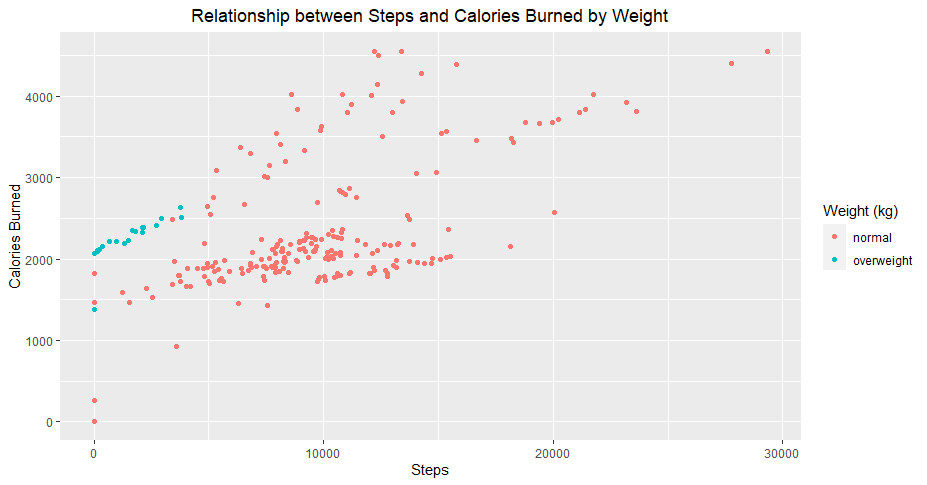 Relationship between Steps and Calories Burned by Weight
Calories Burned
4000
3000
2000
1000
0
0
10000
20000
30000
Steps
Weight (kg)
normal
overweight